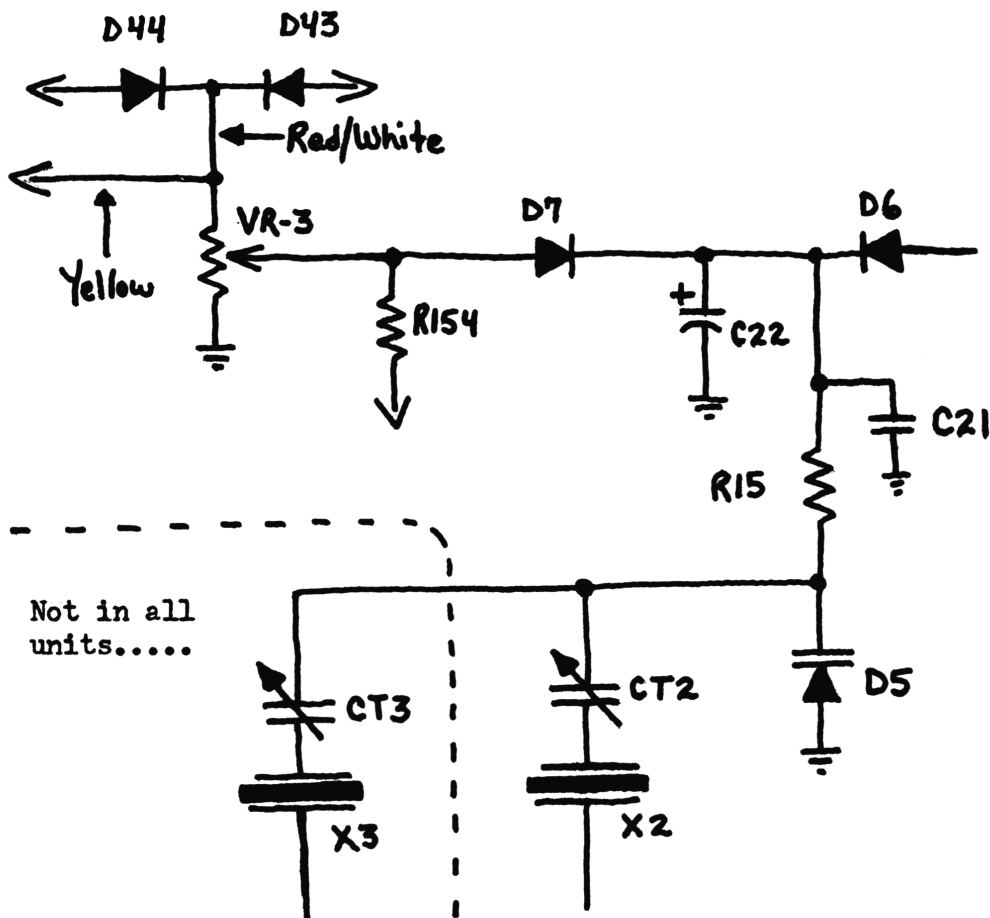 D44
D43
Red/White
VR-3
Yellow
D7
D6
R154
+
C22
C21
R15
Not in all
units.....
CT3
CT2
D5
X3
X2